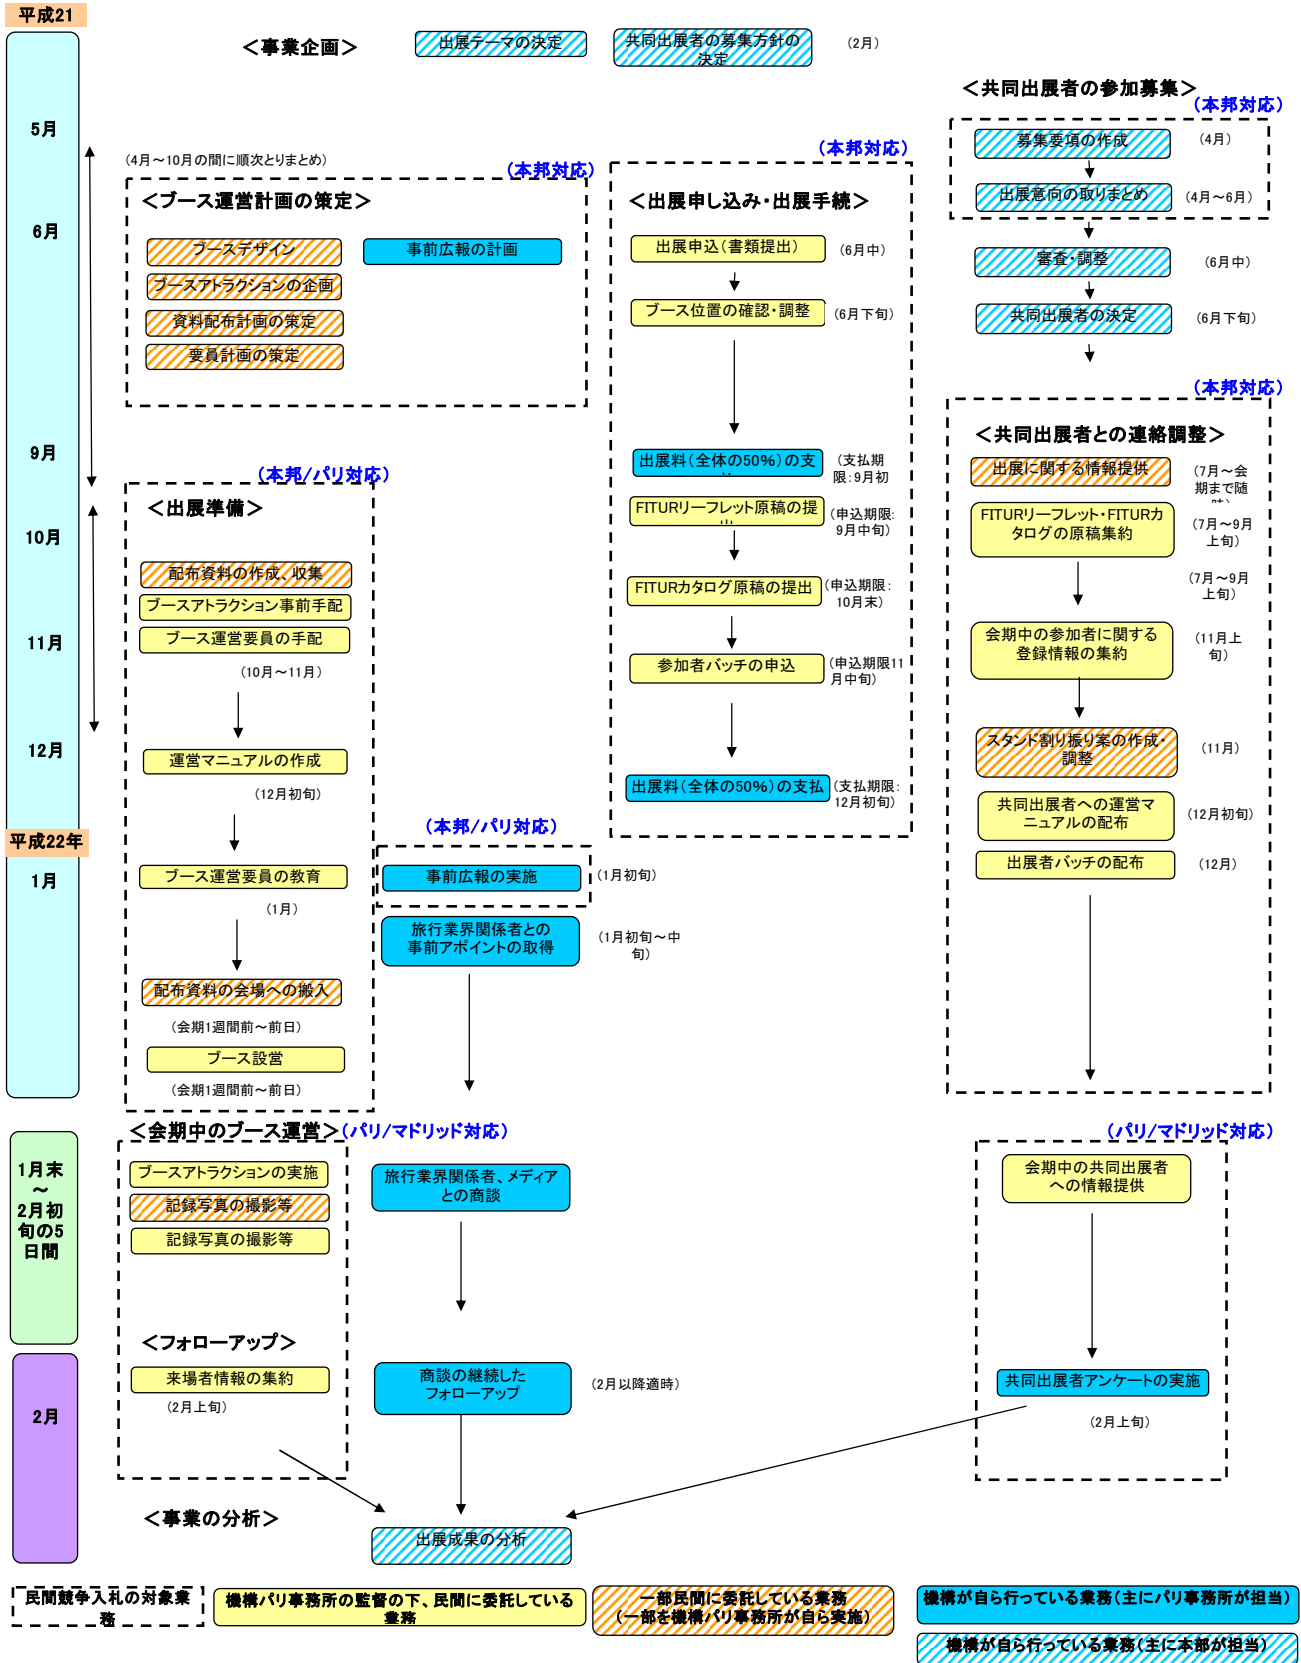 平成21
＜事業企画＞
出展テーマの決定
共同出展者の募集方針の
決定
（2月）
＜共同出展者の参加募集＞
（本邦対応）
5月
募集要項の作成
（4月）
出展意向の取りまとめ
（4月～6月）
審査・調整
（6月中）
共同出展者の決定
（6月下旬）
（4月～10月の間に順次とりまとめ）
（本邦対応）
＜ブース運営計画の策定＞
6月
ブースデザイン
事前広報の計画
ブースアトラクションの企画
資料配布計画の策定
要員計画の策定
（本邦対応）
＜出展申し込み・出展手続＞
出展申込（書類提出）
（6月中）
ブース位置の確認・調整
（6月下旬）
出展料（全体の50%）の支
（支払期
限：9月初
FITURリーフレット原稿の提
（申込期限：
9月中旬）
FITURカタログ原稿の提出
（申込期限：
10月末）
参加者バッチの申込
（申込期限11
月中旬）
出展料（全体の50%）の支払
（支払期限：
12月初旬）
（本邦対応）
＜共同出展者との連絡調整＞
出展に関する情報提供
（7月～会
期まで随
FITURリーフレット・FITURカ
タログの原稿集約
（7月～9月
上旬）
（7月～9月
上旬）
会期中の参加者に関する
登録情報の集約
（11月上
旬）
スタンド割り振り案の作成・
調整
（11月）
共同出展者への運営マ
ニュアルの配布
（12月初旬）
出展者バッチの配布
（12月）
9月
（本邦/パリ対応）
＜出展準備＞
10月
配布資料の作成、収集
ブースアトラクション事前手配
11月
ブース運営要員の手配
（10月～11月）
12月
運営マニュアルの作成
（12月初旬）
平成22年
1月
ブース運営要員の教育
（1月）
配布資料の会場への搬入
（会期1週間前～前日）
ブース設営
（会期1週間前～前日）
（本邦/パリ対応）
事前広報の実施
（1月初旬）
旅行業界関係者との
事前アポイントの取得
（1月初旬～中
旬）
＜会期中のブース運営＞
（パリ/マドリッド対応）
1月末
～
2月初
旬の5
日間
ブースアトラクションの実施
記録写真の撮影等
記録写真の撮影等
旅行業界関係者、メディア
との商談
（パリ/マドリッド対応）
会期中の共同出展者
への情報提供
＜フォローアップ＞
来場者情報の集約
（2月上旬）
2月
商談の継続した
フォローアップ
（2月以降適時）
共同出展者アンケートの実施
（2月上旬）
＜事業の分析＞
出展成果の分析
民間競争入札の対象業
務
機構パリ事務所の監督の下、民間に委託している
業務
一部民間に委託している業務
（一部を機構パリ事務所が自ら実施）
機構が自ら行っている業務（主にパリ事務所が担当）
機構が自ら行っている業務（主に本部が担当）